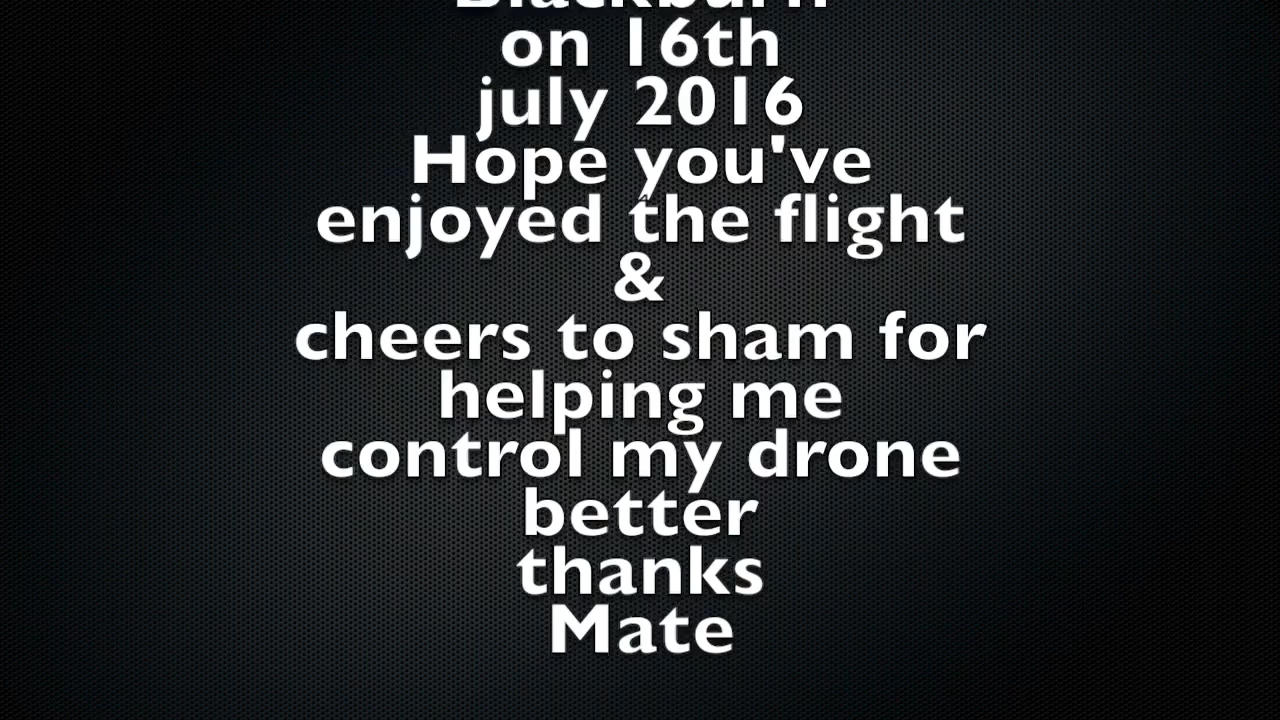 Blackburn
on 16th
july 2016
Hope you've
enjoyed the flight
&
cheers to sham for
helping me
control my drone
better
thanks
Mate